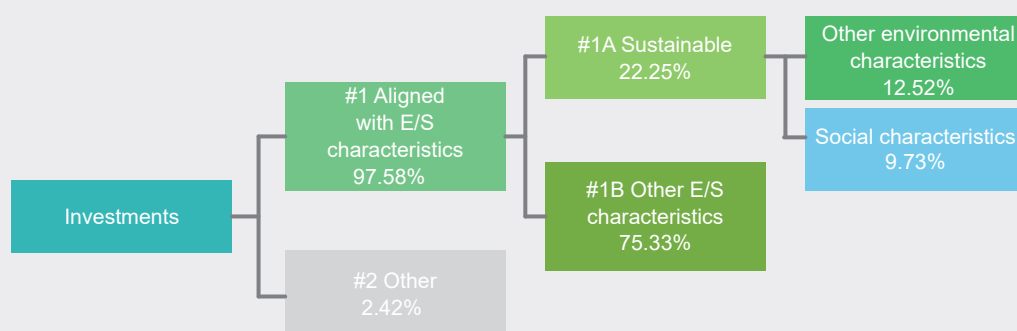 Investments
#1 Aligned
with E/S
characteristics
97.58%
#2 Other
2.42%
#1A Sustainable
22.25%
#1B Other E/S
characteristics
75.33%
Other environmental
characteristics
12.52%
Social characteristics
9.73%